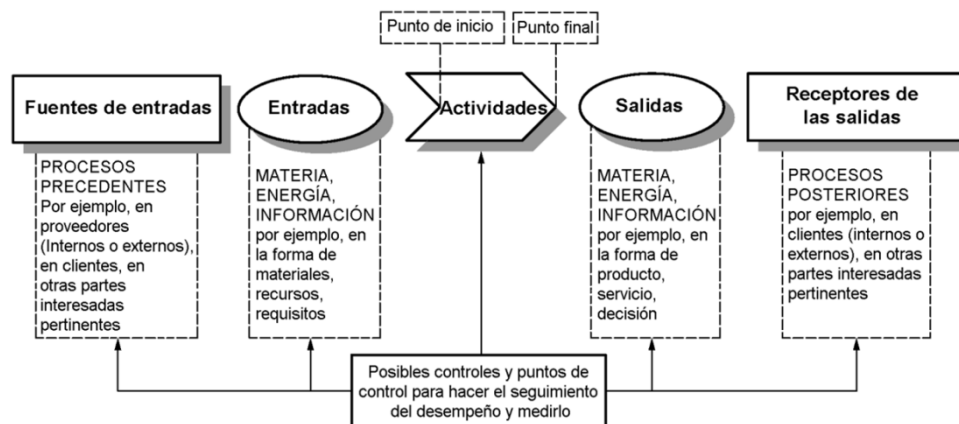 Punto de inicio
Punto final
Fuentes de entradas
Entradas
Actividades
Salidas
Receptores de
las salidas
PROCESOS
PRECEDENTES
Por ejemplo, en
proveedores
(Internos o externos),
en clientes, en
otras partes
interesadas
pertinentes
MATERIA,
ENERGÍA,
INFORMACIÓN
por ejemplo, en
la forma de
materiales,
recursos,
requisitos
MATERIA,
ENERGÍA,
INFORMACIÓN
por ejemplo, en
la forma de
producto,
servicio,
decisión
PROCESOS
POSTERIORES
por ejemplo, en
clientes (internos o
externos), en otras
partes interesadas
pertinentes
Posibles controles y puntos de
control para hacer el seguimiento
del desempeño y medirlo